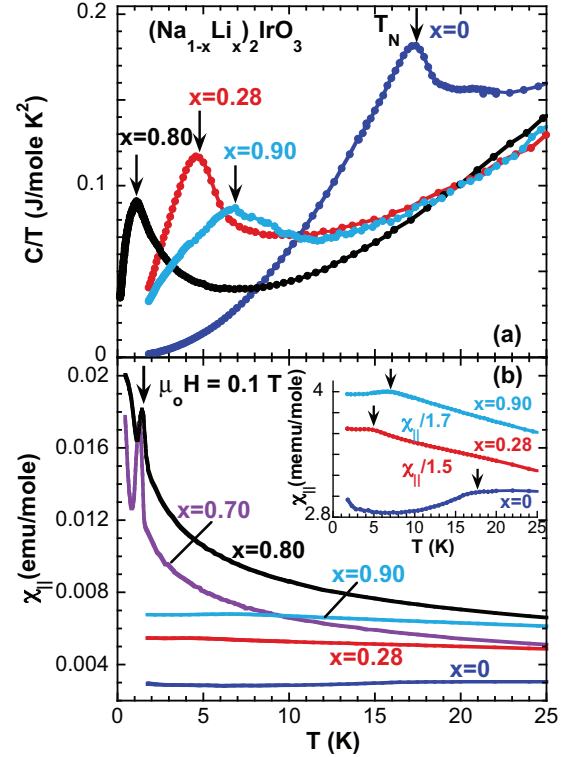 (Na1-xLix)2IrO3
TN
x=0
x=0.28
x=0.80
x=0.90
0.2
0.1
0
C/T (J/mole K2)
(a)
μoH = 0.1 T
(b)
0.020
0.016
0.012
0.008
0.004
χ||(emu/mole)
x=0.70
x=0.80
x=0.90
x=0.28
x=0
4
2.8
χ||(memu/mole)
x=0.90
χ||/1.7
x=0.28
χ||/1.5
x=0
0 5 10 15 20 25
T (K)
0 5 10 15 20 25
T (K)